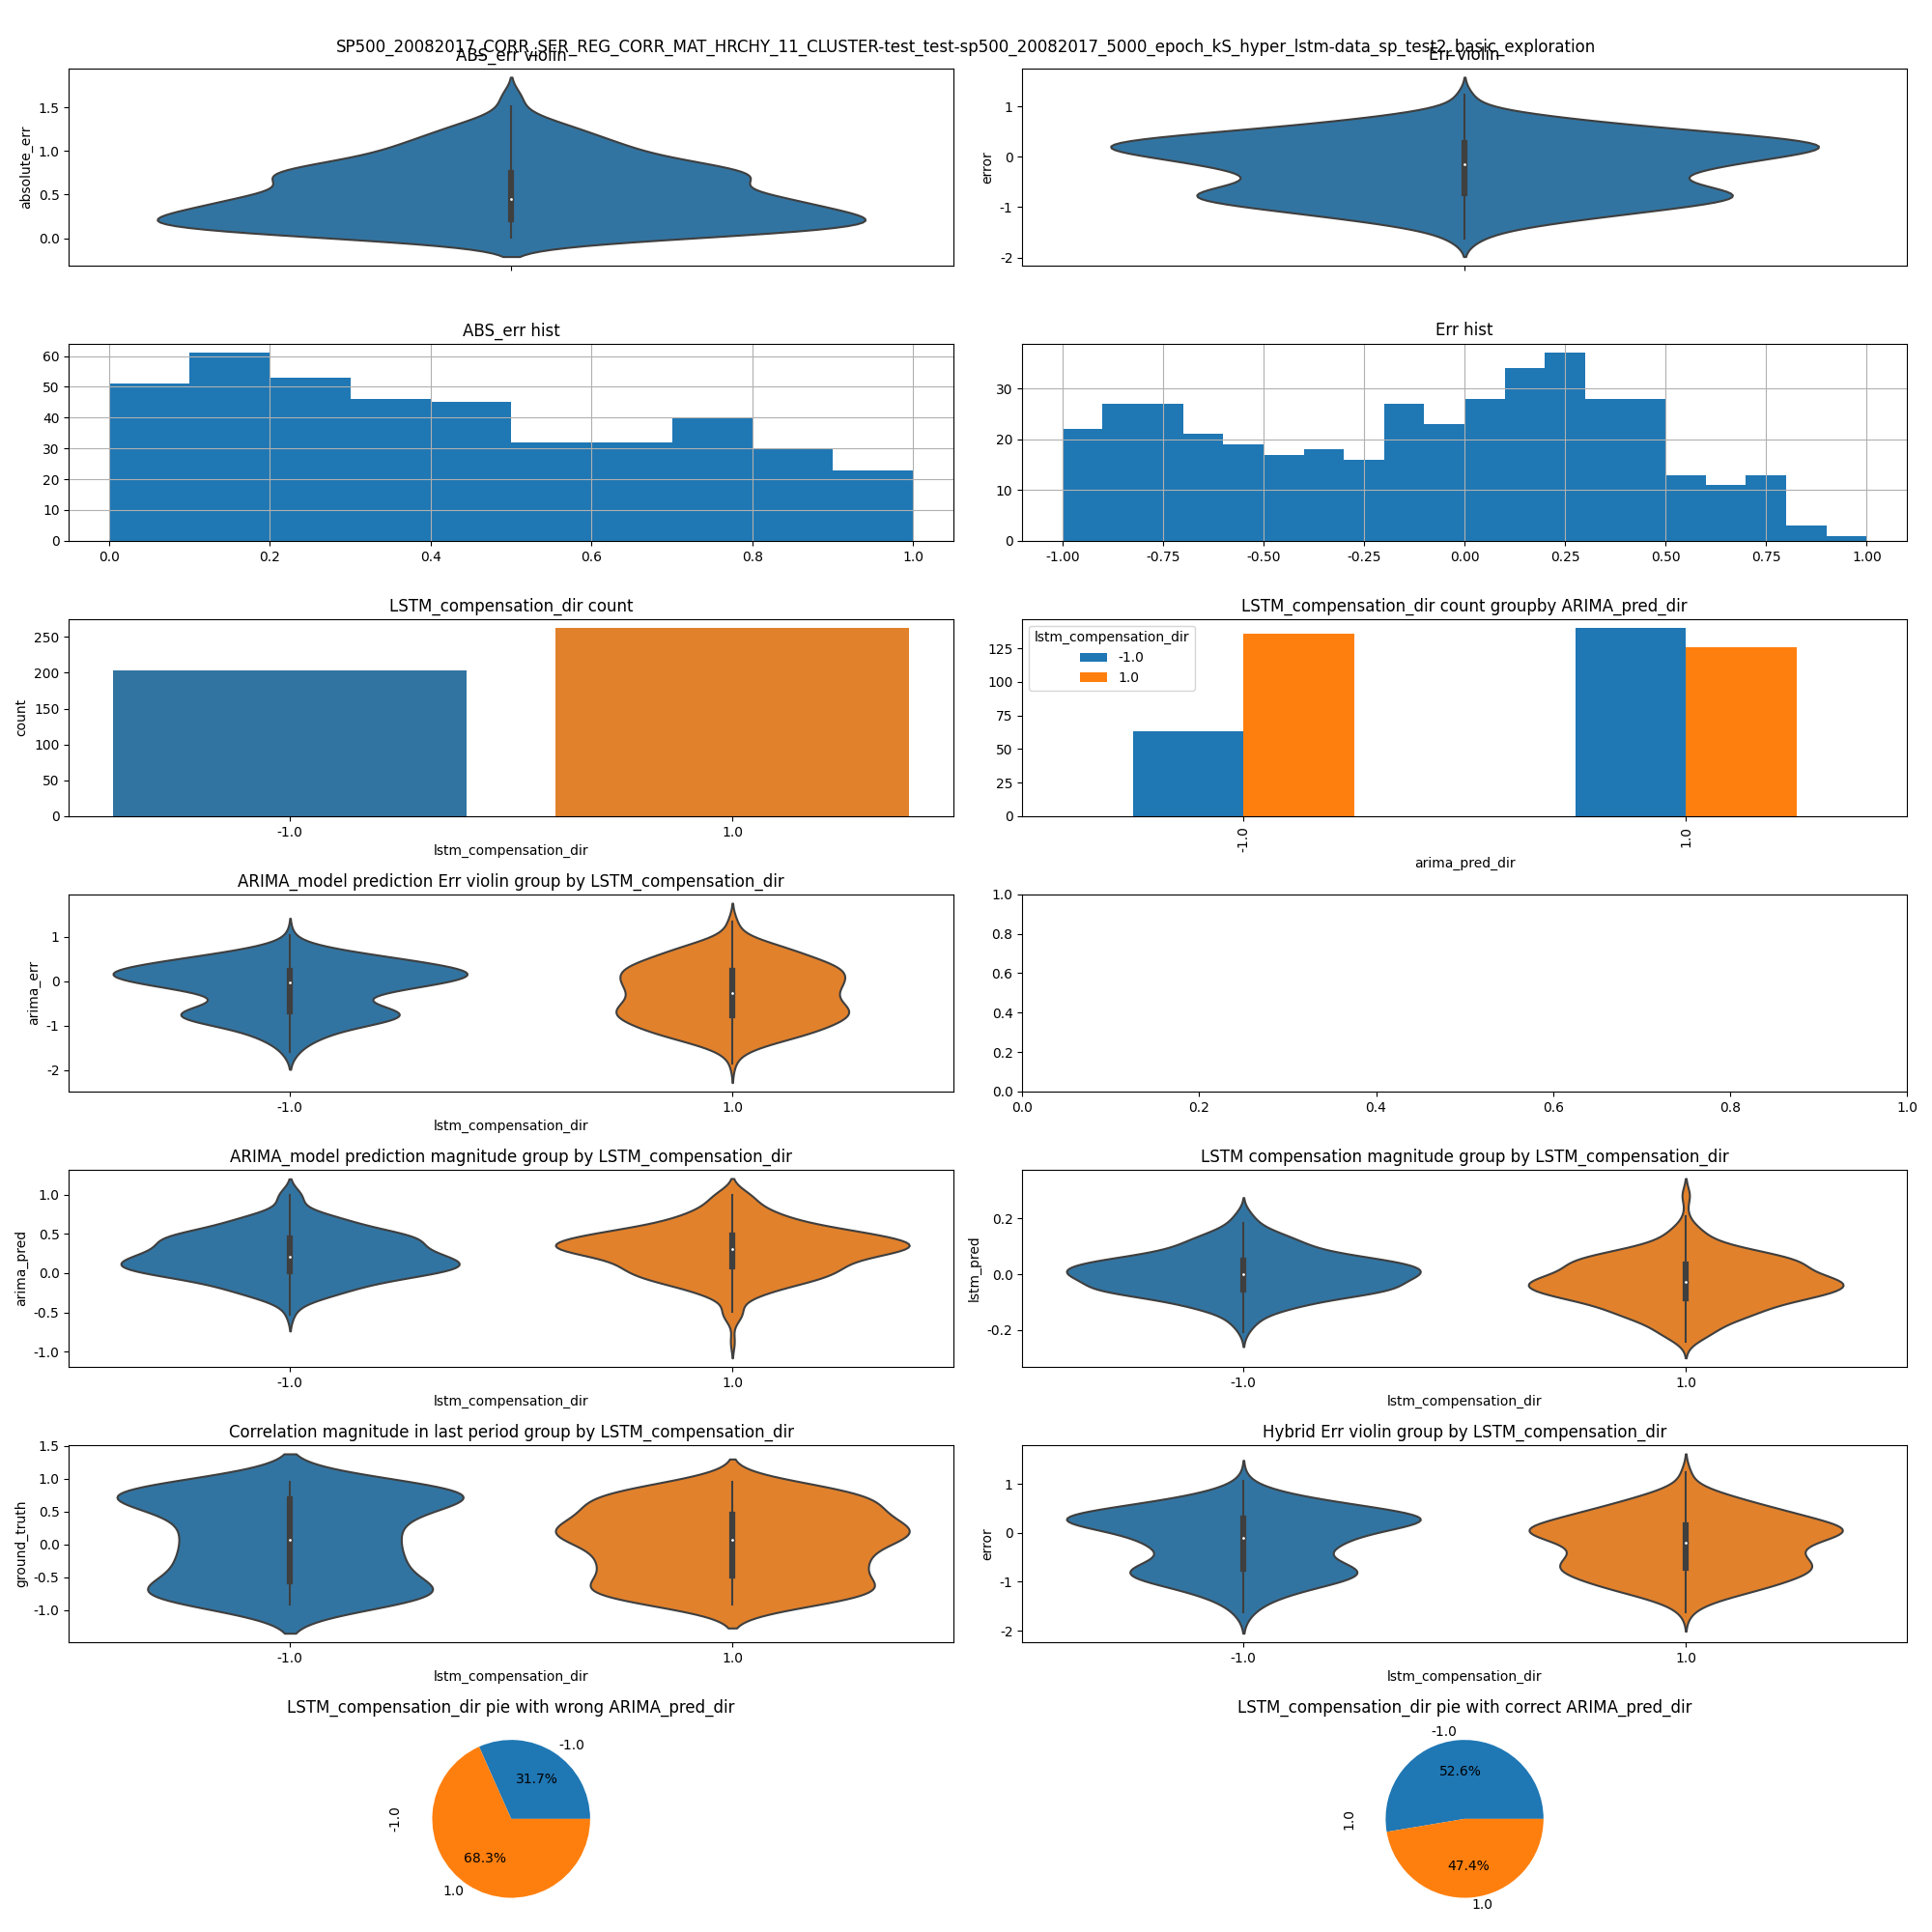 SP500_20082017_CORR_SER_REG_CORR_MAT_HRCHY_11_CLUSTER-test_test-sp500_20082017_5000_epoch_kS_hyper_lstm-data_sp_test2_basic_exploration
ABS_err violin
Err violin
absolute_err
1.5
1.0
0.5
0.0
error
1
0
-1
-2
ABS_err hist
60
50
40
30
20
10
0
0.0 0.2 0.4 0.6 0.8 1.0
Err hist
30
20
10
0
-1.00 -0.75 -0.50 -0.25 0.00 0.25 0.50 0.75 1.00
LSTM_compensation_dir count
count
250
200
150
100
50
0
-1.0 1.0
lstm_compensation_dir
LSTM_compensation_dir count groupby ARIMA_pred_dir
lstm_compensation_dir
-1.0
1.0
125
100
75
50
25
0
-1.0 1.0
arima_pred_dir
ARIMA_model prediction Err violin group by LSTM_compensation_dir
arima_err
1
0
-1
-2
-1.0 1.0
lstm_compensation_dir
1.0
0.8
0.6
0.4
0.2
0.0
0.0 0.2 0.4 0.6 0.8 1.0
ARIMA_model prediction magnitude group by LSTM_compensation_dir
arima_pred
1.0
0.5
0.0
-0.5
-1.0
-1.0 1.0
lstm_compensation_dir
LSTM compensation magnitude group by LSTM_compensation_dir
lstm_pred
0.2
0.0
-0.2
-1.0 1.0
lstm_compensation_dir
Correlation magnitude in last period group by LSTM_compensation_dir
ground_truth
1.5
1.0
0.5
0.0
-0.5
-1.0
-1.0 1.0
lstm_compensation_dir
Hybrid Err violin group by LSTM_compensation_dir
error
1
0
-1
-2
-1.0 1.0
lstm_compensation_dir
LSTM_compensation_dir pie with wrong ARIMA_pred_dir
-1.0
31.7%
-1.0
68.3%
1.0
LSTM_compensation_dir pie with correct ARIMA_pred_dir
-1.0
52.6%
1.0
47.4%
1.0